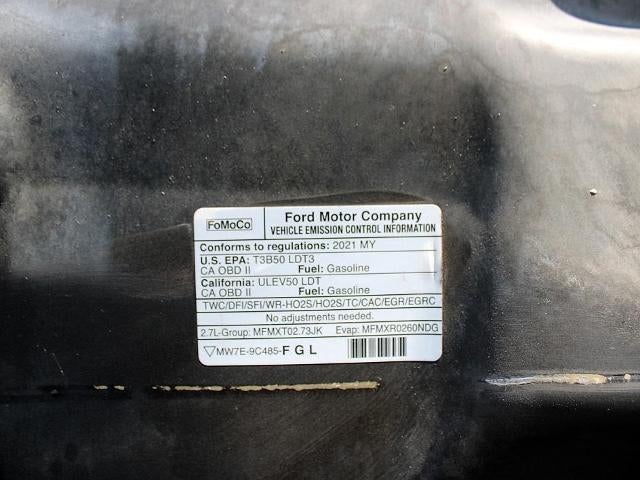 FoMoCo
Ford Motor Company
VEHICLE EMISSION CONTROL INFORMATION
Conforms to regulations: 2021 MY
U.S. EPA: T3B50 LDT3
CA OBD II Fuel: Gasoline
California: ULEV50 LDT
CA OBD II Fuel: Gasoline
TWC/DFI/SFI/WR-HO2S/HO2S/TC/CAC/EGR/EGRC
No adjustments needed.
2.7L-Group: MFMXT02.73JK Evap: MFMXR0260NDG
MW7E-9C485-F G L